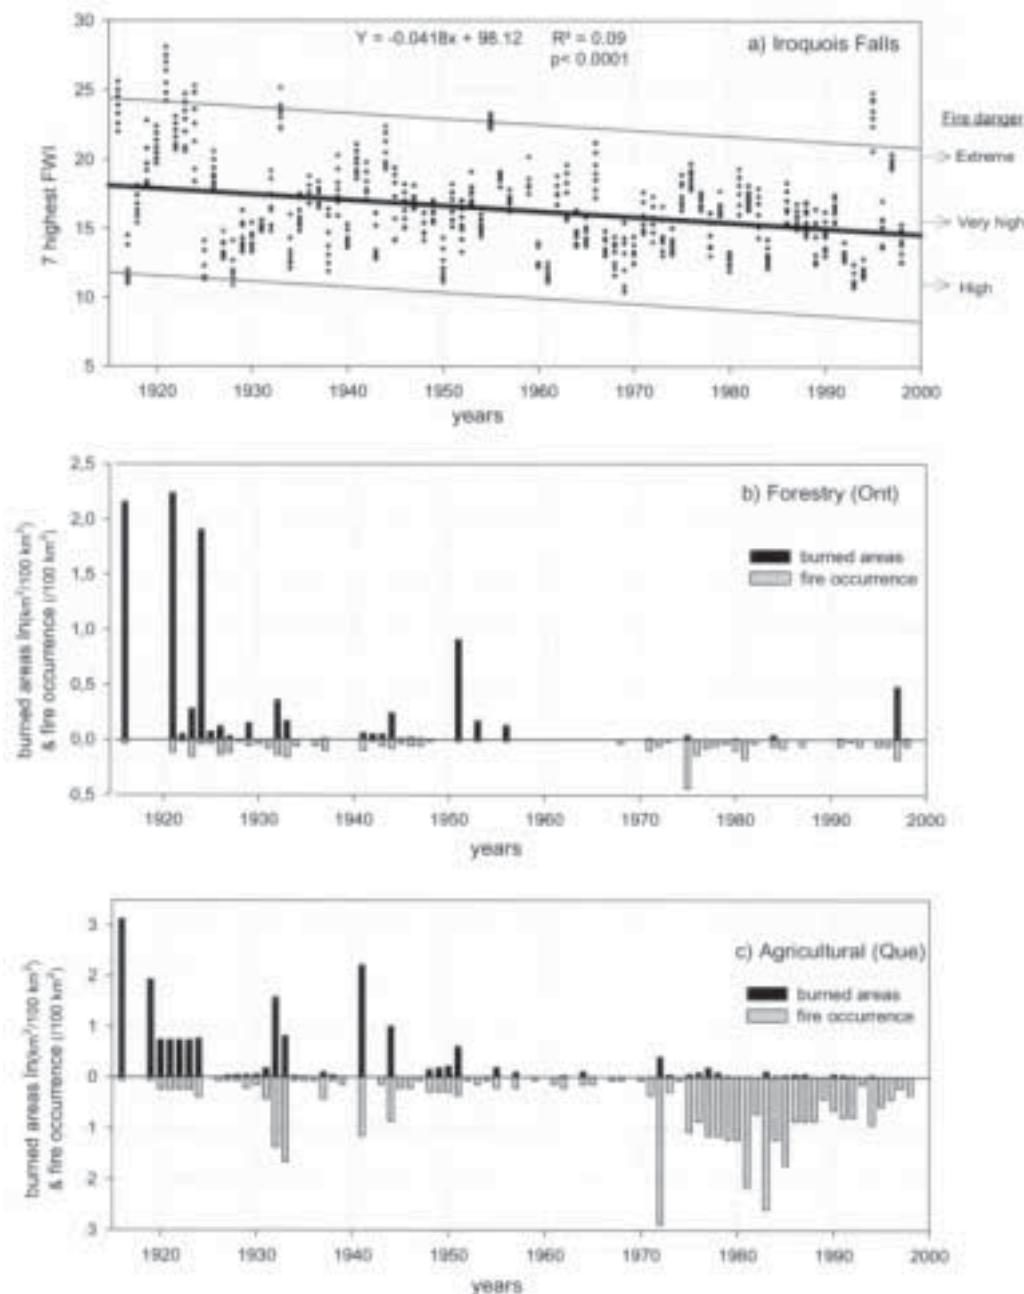 30
25
20
15
10
5
7 highest FWI
Y = -0.0418x + 98.12
R² = 0.09
p< 0.0001
a) Iroquois Falls
Fire danger
Extreme
Very high
High
1920 1930 1940 1950 1960 1970 1980 1990 2000
years
2,5
2,0
1,5
1,0
0,5
0,0
0,5
burned areas ln(km²/100 km²)
& fire occurrence (/100 km²)
b) Forestry (Ont)
burned areas
fire occurrence
1920 1930 1940 1950 1960 1970 1980 1990 2000
years
3
2
1
0
1
2
3
burned areas ln(km²/100 km²)
& fire occurrence (/100 km²)
c) Agricultural (Que)
burned areas
fire occurrence
1920 1930 1940 1950 1960 1970 1980 1990 2000
years